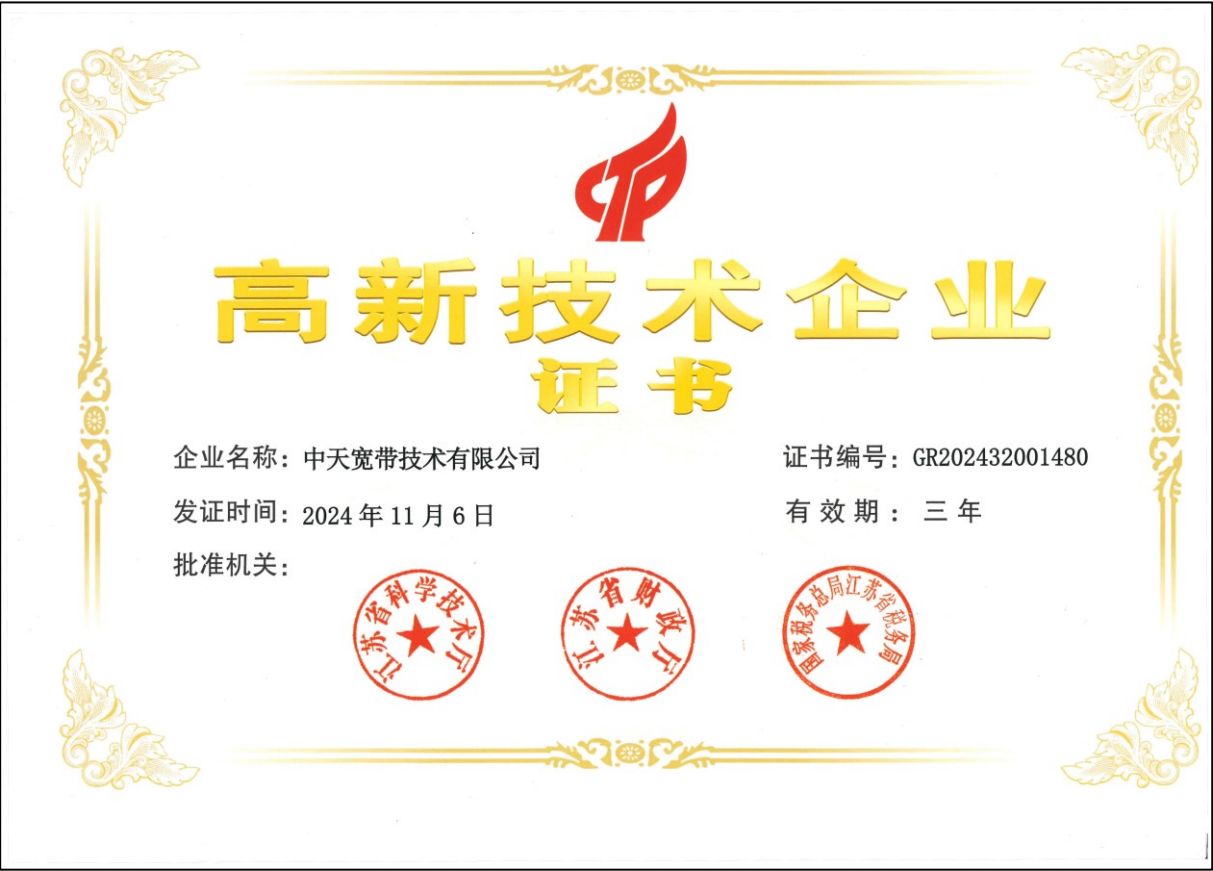 高新技术企业
证书
企业名称：中天宽带技术有限公司
证书编号：GR202432001480
发证时间：2024年11月6日
有效期：三年
批准机关：
江苏省科学技术厅
江苏省财政厅
国家税务总局江苏省税务局